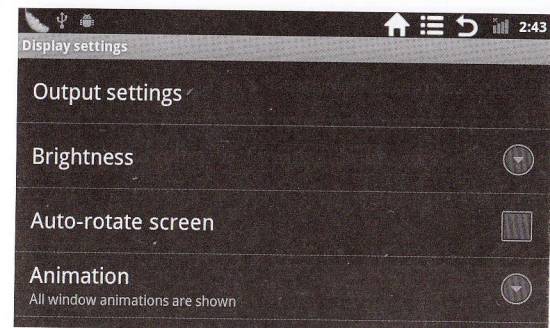 2:43
Display settings
Output settings
Brightness
Auto-rotate screen
Animation
All window animations are shown